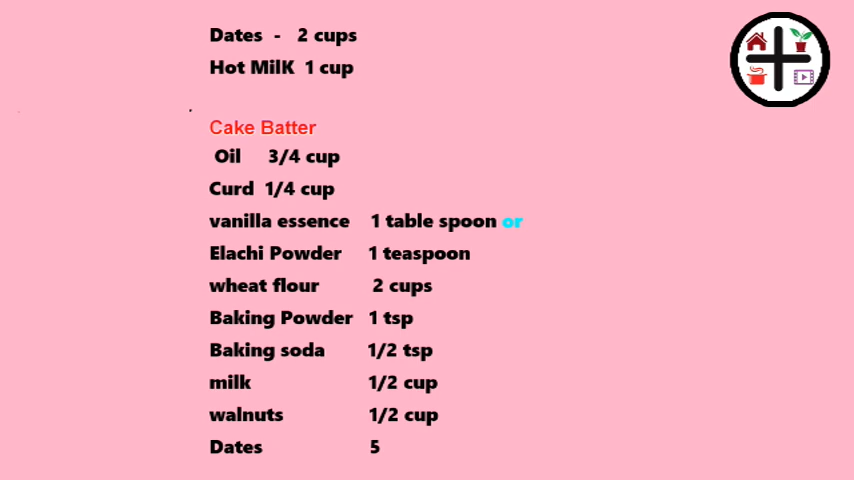 Dates - 2 cups
Hot MilK 1 cup
Cake Batter
Oil 3/4 cup
Curd 1/4 cup
vanilla essence 1 table spoon or
Elachi Powder 1 teaspoon
wheat flour 2 cups
Baking Powder 1 tsp
Baking soda 1/2 tsp
milk 1/2 cup
walnuts 1/2 cup
Dates 5